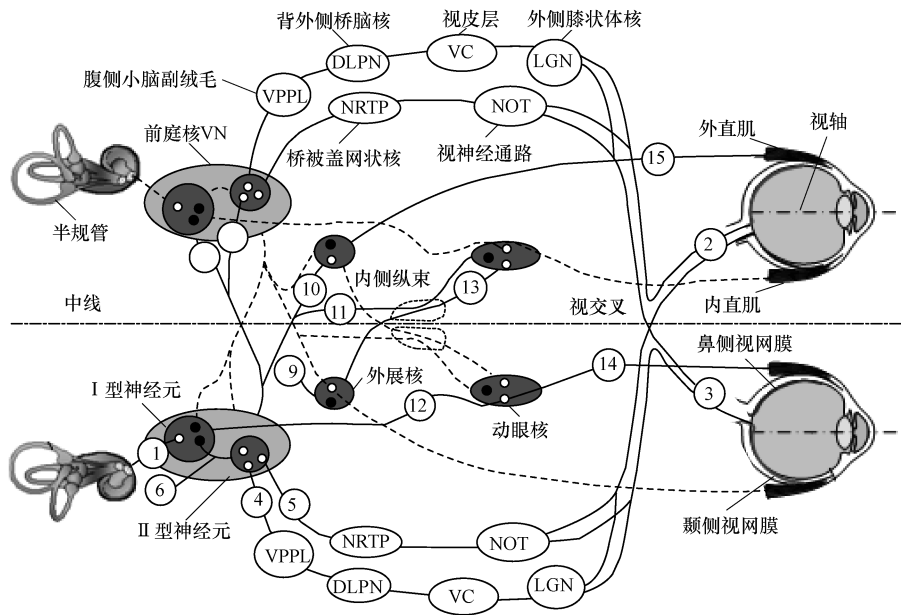 背外侧桥脑核
视皮层
外侧膝状体核
DLPN
VC
LGN
腹侧小脑副绒毛
VPPL
NRTP
NOT
前庭核VN
桥被盖网状核
视神经通路
外直肌
视轴
15
半规管
2
10
内侧纵束
13
11
中线
视交叉
内直肌
鼻侧视网膜
9
外展核
14
3
I 型神经元
12
动眼核
1
6
4
5
II 型神经元
颞侧视网膜
NRTP
NOT
VPPL
DLPN
VC
LGN